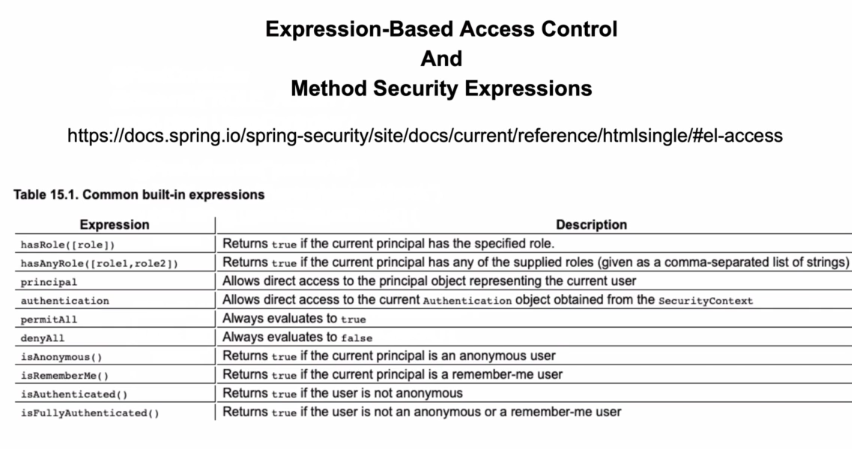 Expression-Based Access Control
And
Method Security Expressions
https://docs.spring.io/spring-security/site/docs/current/reference/htmlsingle/#el-access
Table 15.1. Common built-in expressions
Expression Description
hasRole([role]) Returns true if the current principal has the specified role.
hasAnyRole([role1,role2]) Returns true if the current principal has any of the supplied roles (given as a comma-separated list of strings)
principal Allows direct access to the principal object representing the current user
authentication Allows direct access to the current Authentication object obtained from the SecurityContext
permitAll Always evaluates to true
denyAll Always evaluates to false
isAnonymous() Returns true if the current principal is an anonymous user
isRememberMe() Returns true if the current principal is a remember-me user
isAuthenticated() Returns true if the user is not anonymous
isFullyAuthenticated() Returns true if the user is not an anonymous or a remember-me user